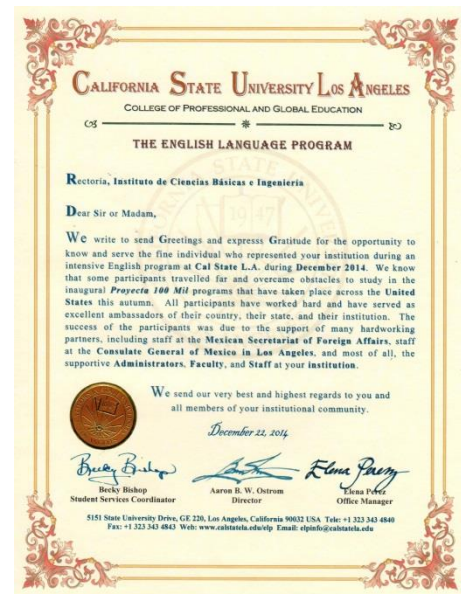 CALIFORNIA STATE UNIVERSITY LOS ANGELES
COLLEGE OF PROFESSIONAL AND GLOBAL EDUCATION
THE ENGLISH LANGUAGE PROGRAM
Rectoria, Instituto de Ciencias Básicas e Ingenieria
Dear Sir or Madam,
We write to send Greetings and express Gratitude for the opportunity to
know and serve the fine individual who represented your institution during an
intensive English program at Cal State L.A. during December 2014. We know
that some participants travelled far and overcame obstacles to study in the
inaugural Proyecta 100 Mil programs that have taken place across the United
States this autumn. All participants have worked hard and have served as
excellent ambassadors of their country, their state, and their institution. The
success of the participants was due to the support of many hardworking
partners, including staff at the Mexican Secretariat of Foreign Affairs, staff
at the Consulate General of Mexico in Los Angeles, and most of all, the
supportive Administrators, Faculty, and Staff at your institution.
We send our very best and highest regards to you and
all members of your institutional community.
December 22, 2014
Becky Bishop
Elena Perez
Becky Bishop
Student Services Coordinator
Aaron B. W. Ostrom
Director
Elena Perez
Office Manager
5151 State University Drive, GE 220, Los Angeles, California 90032 USA Tele: +1 323 343 4840
Fax: +1 323 343 4843 Web: www.calstatela.edu/elp Email: elpinfo@calstatela.edu